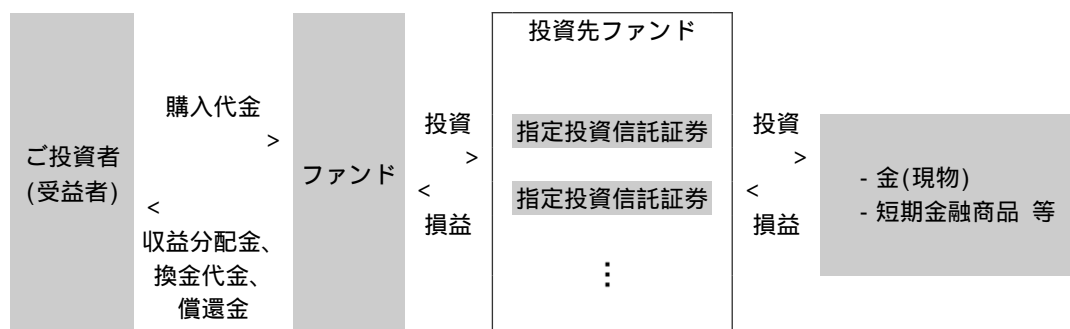 投資先ファンド
購入代金
>
ご投資者
(受益者)
<
収益分配金、
換金代金、
償還金
ファンド
投資
>
<
損益
指定投資信託証券
指定投資信託証券
⋮
投資
>
<
損益
- 金(現物)
- 短期金融商品 等